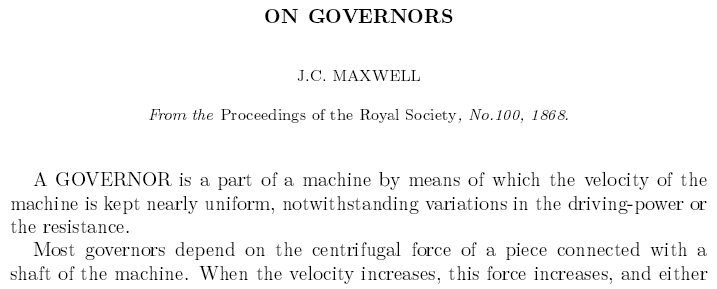 ON GOVERNORS
J.C. MAXWELL
From the Proceedings of the Royal Society, No.100, 1868.
A GOVERNOR is a part of a machine by means of which the velocity of the
machine is kept nearly uniform, notwithstanding variations in the driving-power or
the resistance.
Most governors depend on the centrifugal force of a piece connected with a
shaft of the machine. When the velocity increases, this force increases, and either